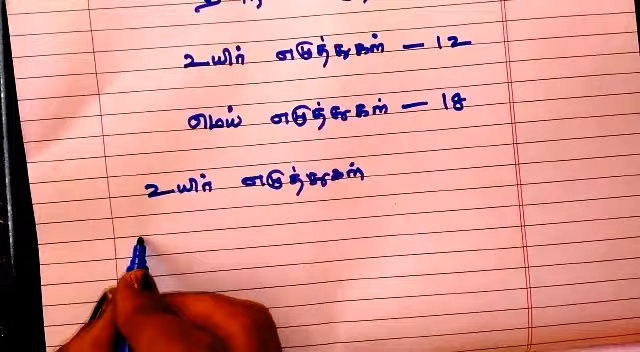 உயிர் எழுத்துகள் – 12
மெய் எழுத்துகள் – 18
உயிர் எழுத்துகள்